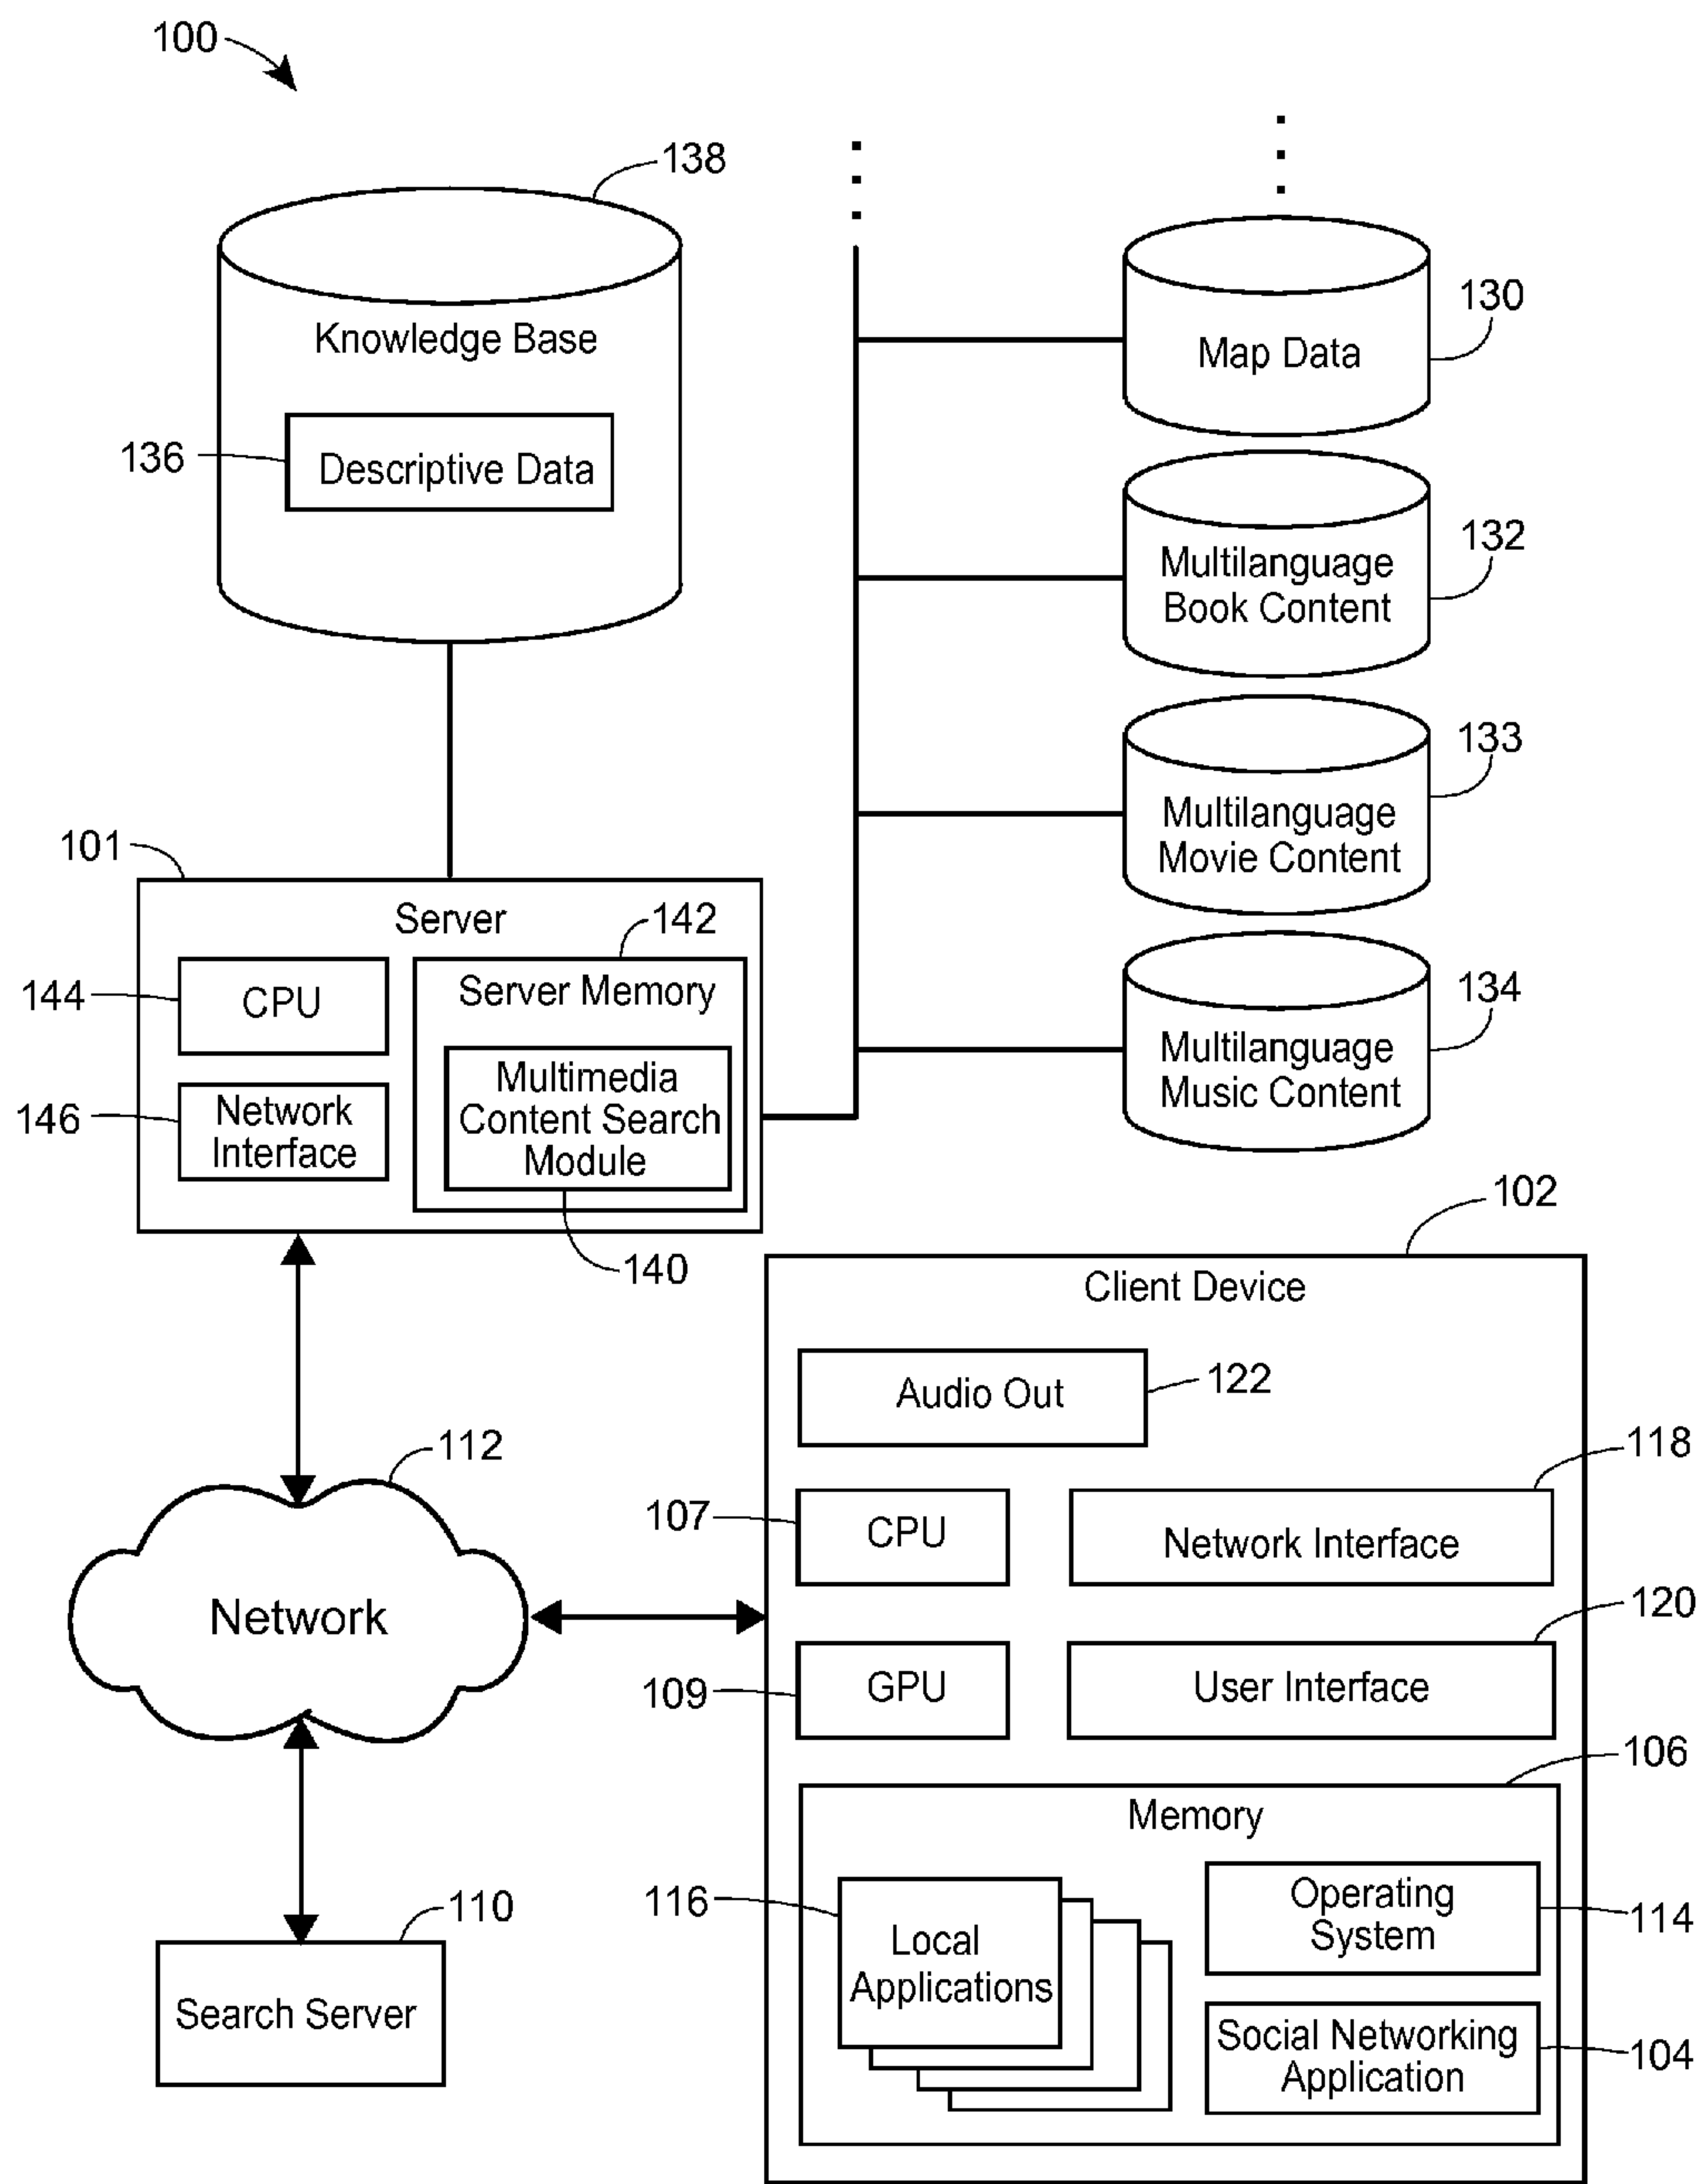 100
138
Knowledge Base
136
Descriptive Data
130
Map Data
132
Multilanguage
Book Content
133
Multilanguage
Movie Content
134
Multilanguage
Music Content
101
Server
142
144
CPU
Server Memory
146
Network
Interface
Multimedia
Content Search
Module
140
102
Client Device
Audio Out
122
118
107
CPU
Network Interface
120
109
GPU
User Interface
106
Memory
116
Local
Applications
Operating
System
114
Social Networking
Application
104
112
Network
110
Search Server